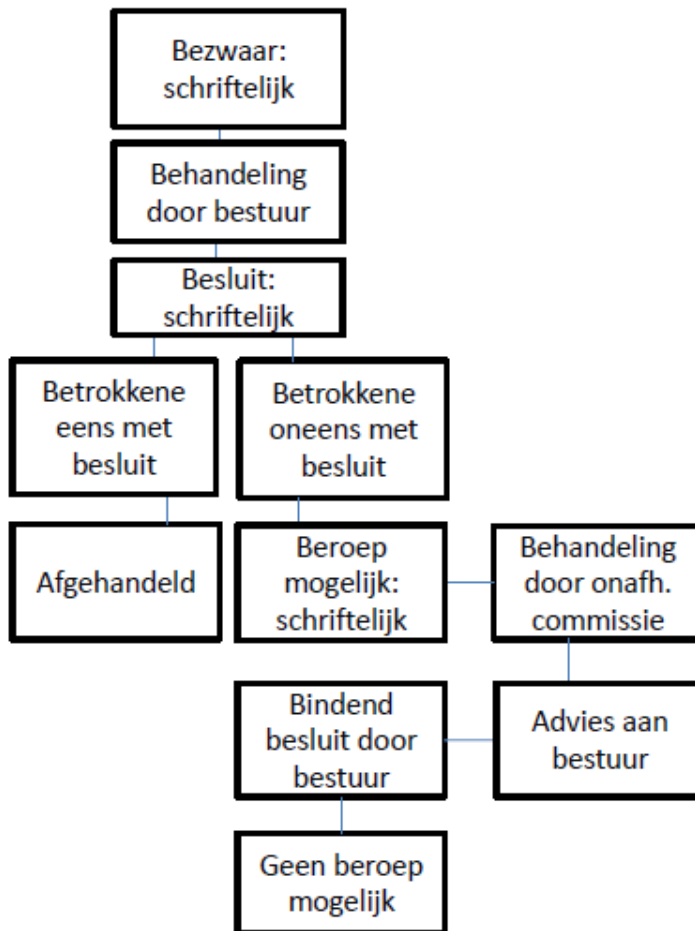 Bezwaar:
schriftelijk
Behandeling
door bestuur
Besluit:
schriftelijk
Betrokkene
eens met
besluit
Betrokkene
oneens met
besluit
Afgehandeld
Beroep
mogelijk:
schriftelijk
Behandeling
door onafh.
commissie
Bindend
besluit door
bestuur
Advies aan
bestuur
Geen beroep
mogelijk